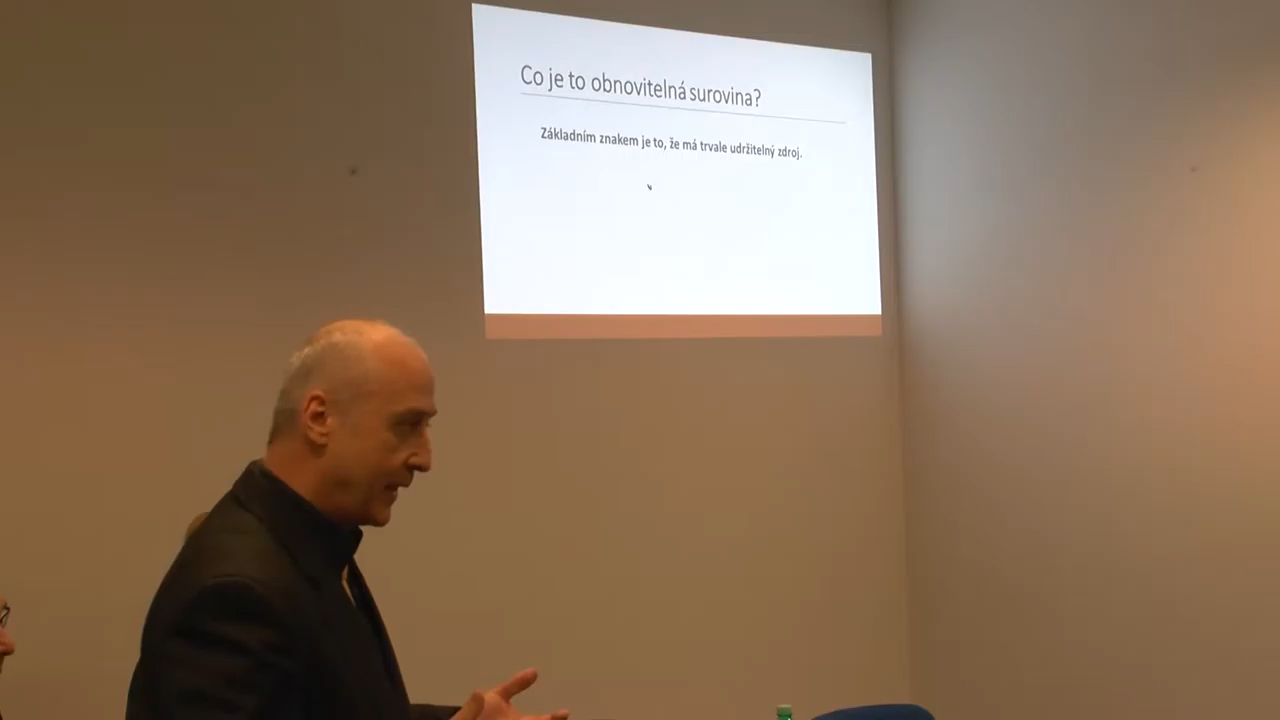 Co je to obnovitelná surovina?
Základním znakem je to, že má trvale udržitelný zdroj.